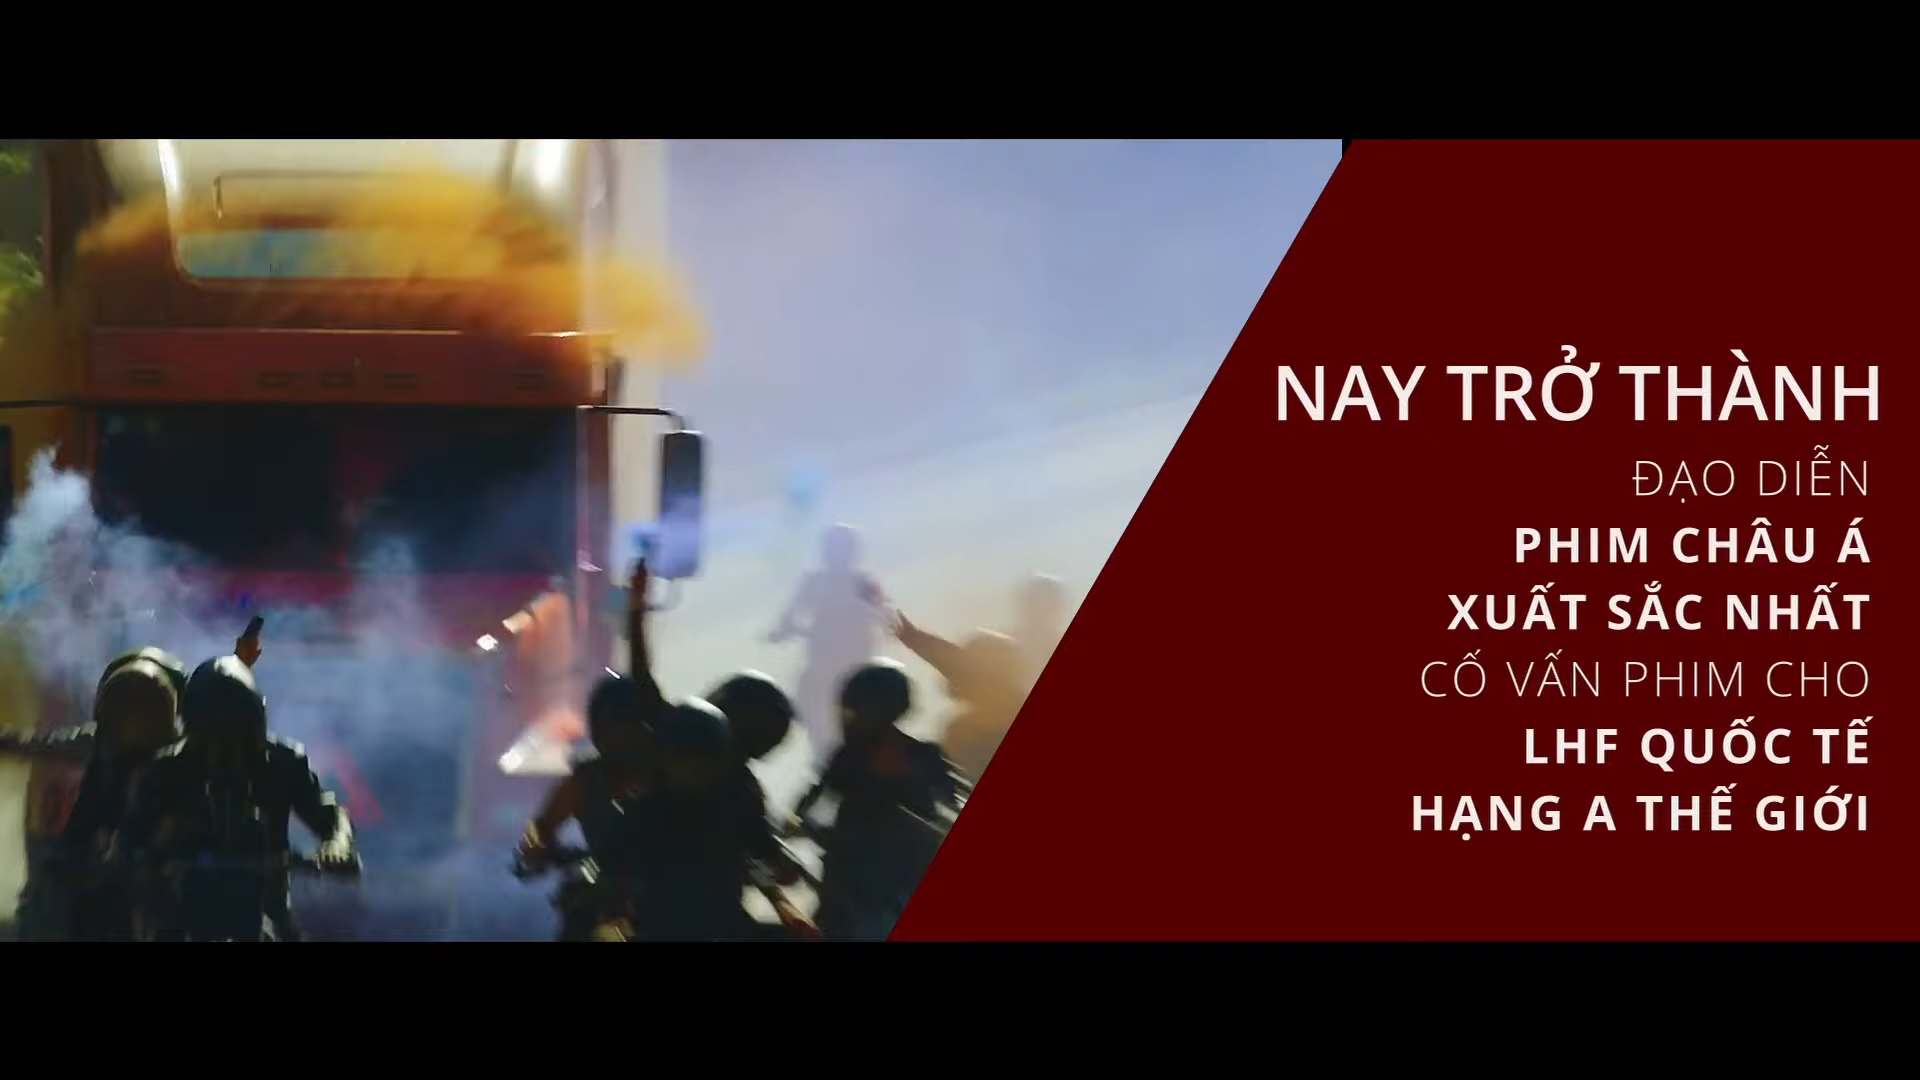 NAY TRỞ THÀNH
ĐẠO DIỄN
PHIM CHÂU Á
XUẤT SẮC NHẤT
CỐ VẤN PHIM CHO
LHF QUỐC TẾ
HẠNG A THẾ GIỚI